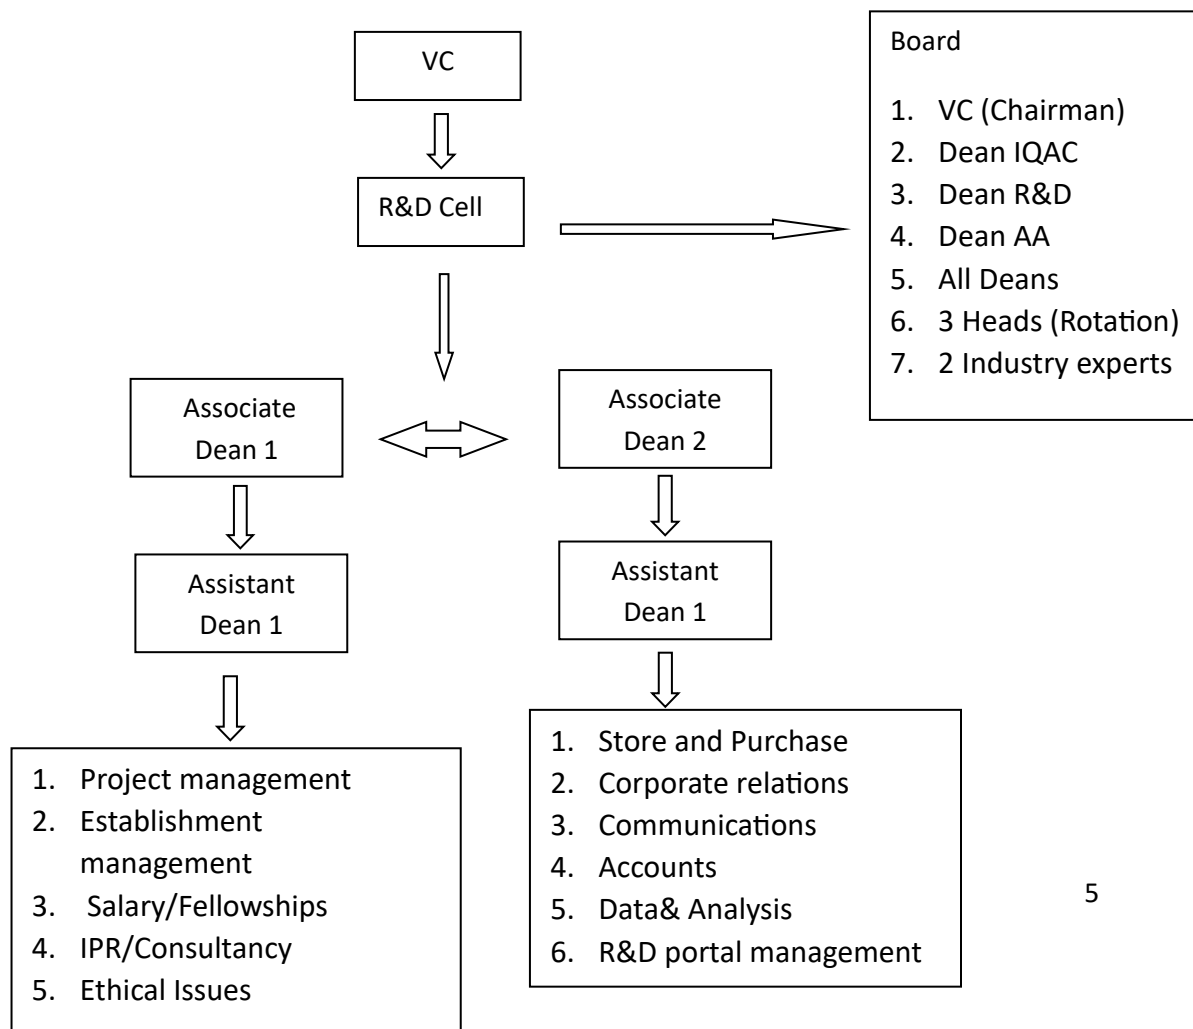 VC
R&D Cell
Board
1. VC (Chairman)
2. Dean IQAC
3. Dean R&D
4. Dean AA
5. All Deans
6. 3 Heads (Rotation)
7. 2 Industry experts
Associate
Dean 1
Associate
Dean 2
Assistant
Dean 1
Assistant
Dean 1
1. Project management
2. Establishment
management
3. Salary/Fellowships
4. IPR/Consultancy
5. Ethical Issues
1. Store and Purchase
2. Corporate relations
3. Communications
4. Accounts
5. Data& Analysis
6. R&D portal management
5